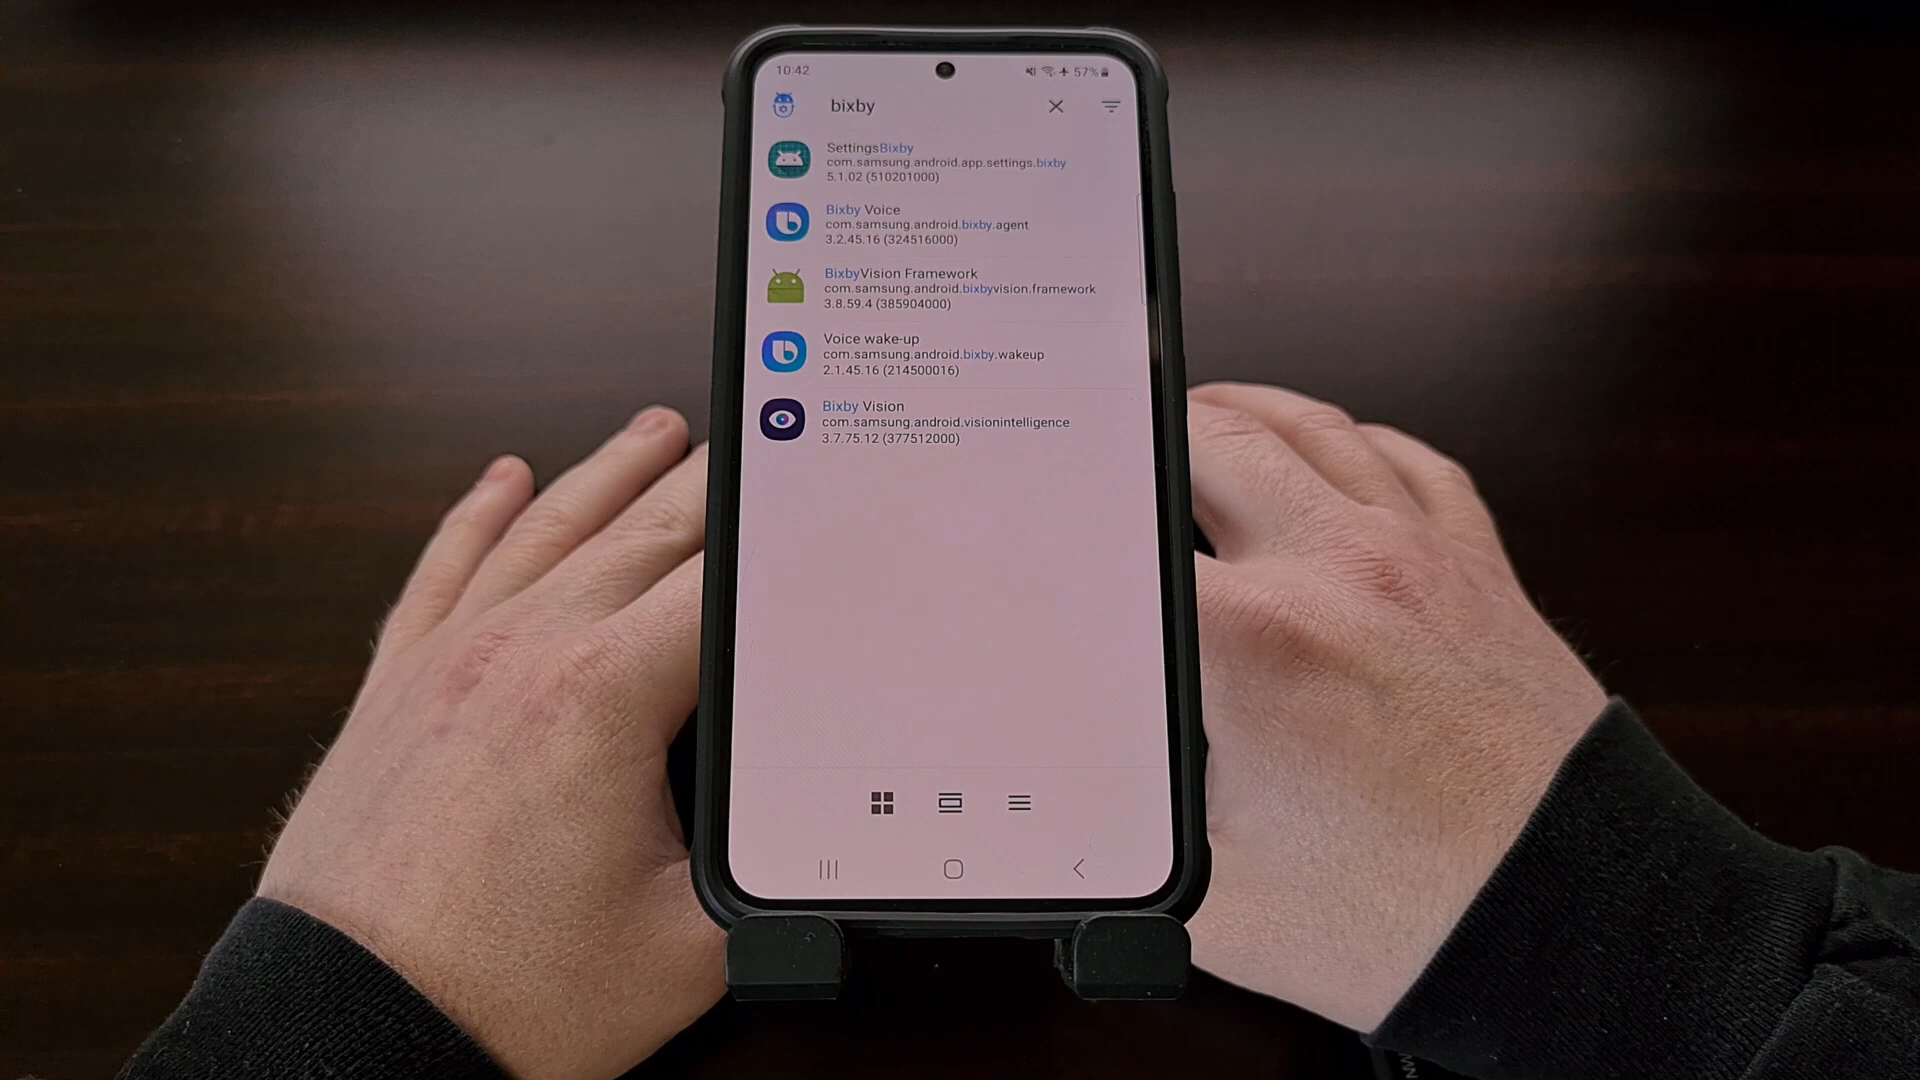 10:42
57%
bixby
SettingsBixby
com.samsung.android.app.settings.bixby
5.1.02 (510201000)
Bixby Voice
com.samsung.android.bixby.agent
3.2.45.16 (324516000)
BixbyVision Framework
com.samsung.android.bixbyvision.framework
3.8.59.4 (385904000)
Voice wake-up
com.samsung.android.bixby.wakeup
2.1.45.16 (214500016)
Bixby Vision
com.samsung.android.visionintelligence
3.7.75.12 (377512000)